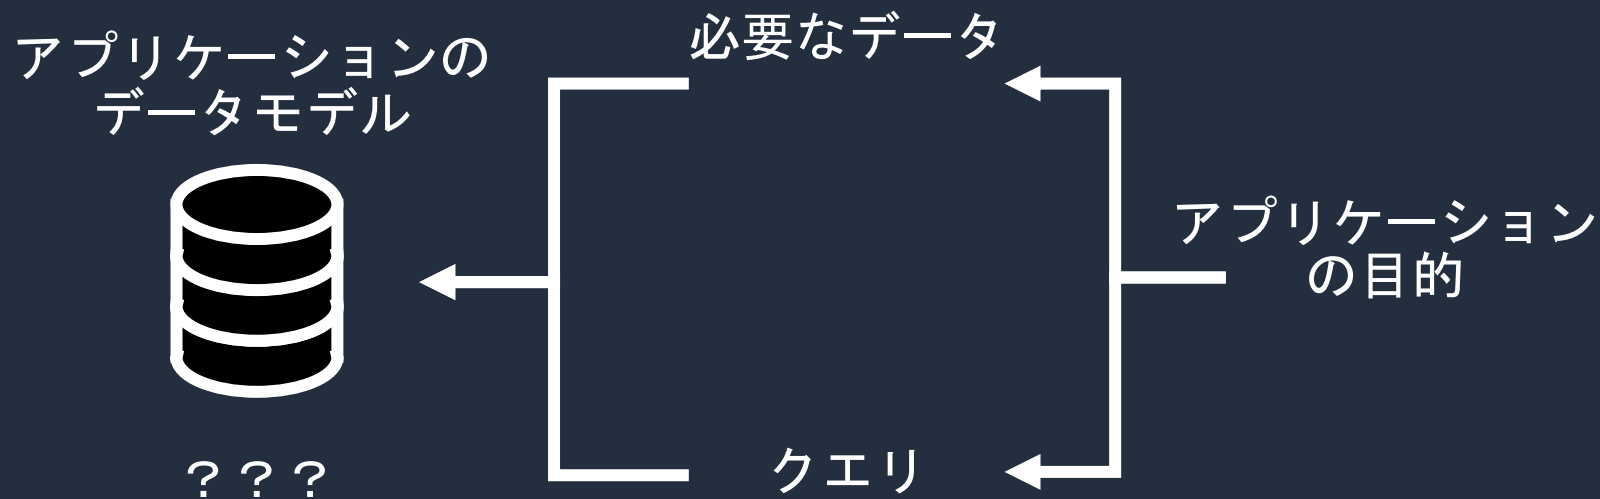 アプリケーションの
データモデル
？？？
必要なデータ
クエリ
アプリケーション
の目的